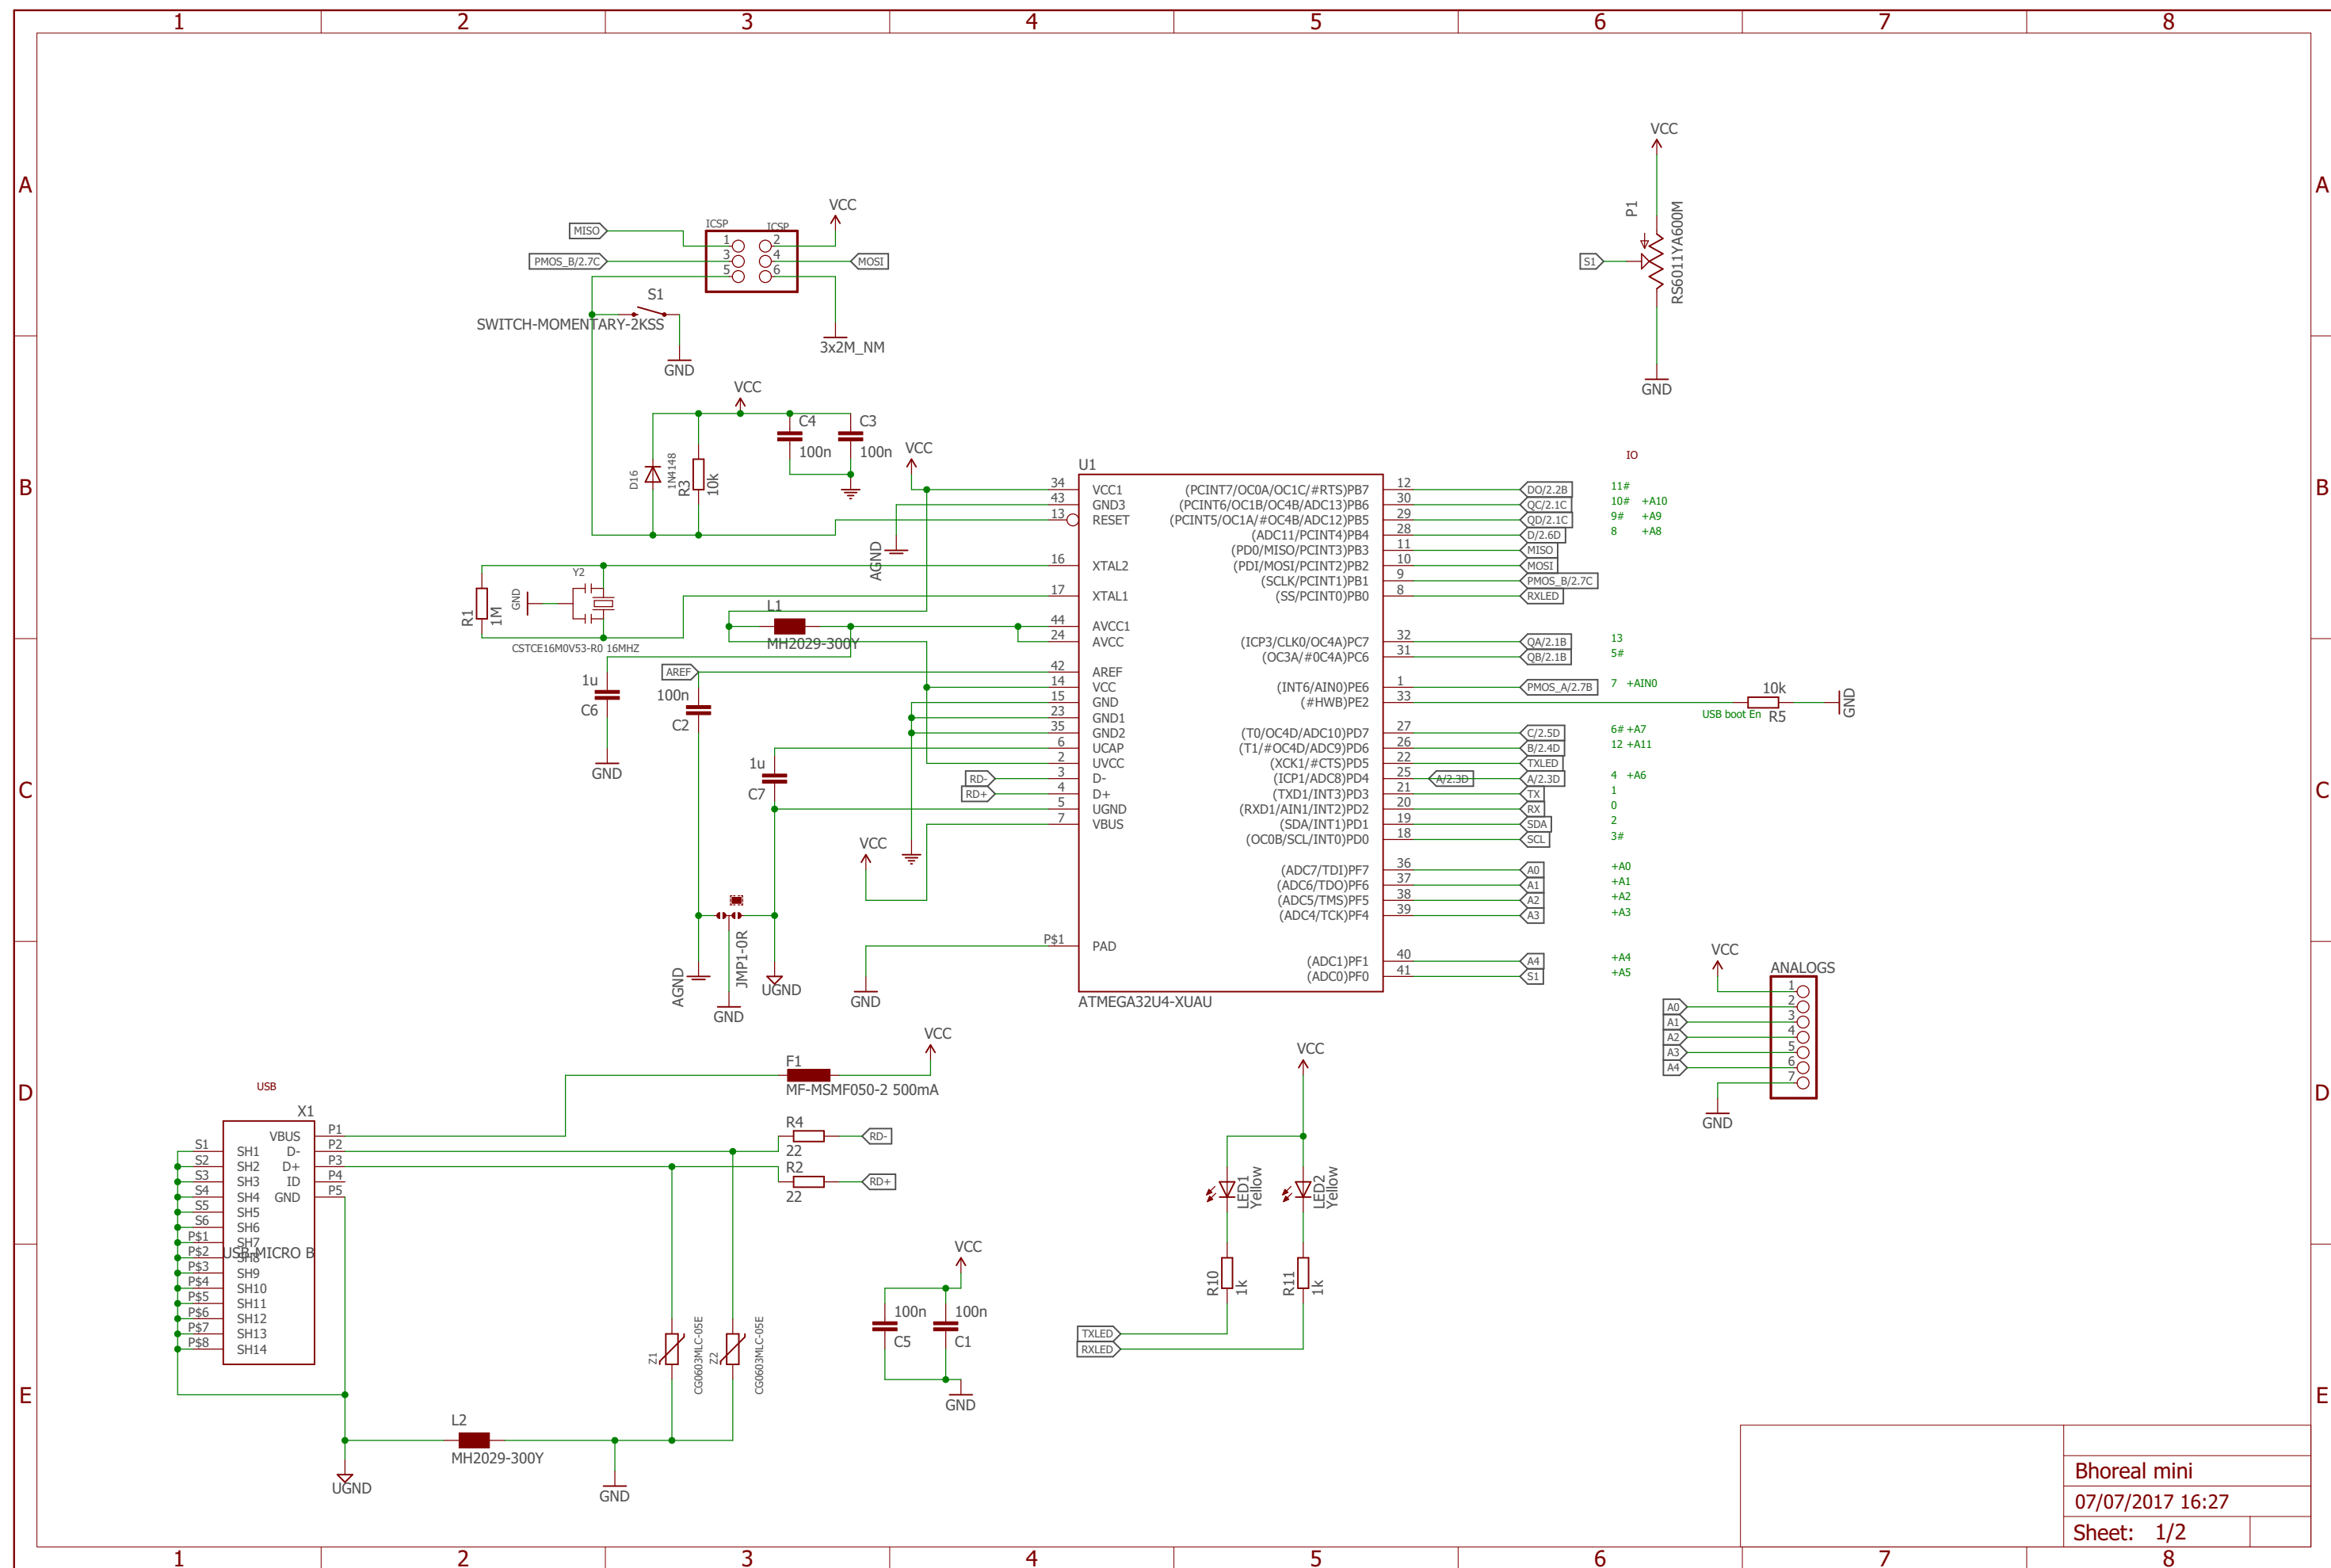 1 2 3 4 5 6 7 8
A A
B B
C C
D D
E E
VCC
P1
RS6011YA600M
S1
GND
VCC
ICSP ICSP
MISO
1 2
PMOS_B/2.7C
3 4
MOSI
5 6
S1
SWITCH-MOMENTARY-2KSS
GND
3x2M_NM
VCC
C4 C3
100n 100n
D16
1N4148
R3
10k
VCC
AGND
R1
1M
GND
Y2
CSTCE16M0V53-R0 16MHZ
L1
MH2029-300Y
AREF
1u
C6
GND
100n
C2
1u
C7
RD-
RD+
VCC
AGND
JMP1-0R
GND
UGND
GND
U1
34 VCC1
43 GND3
13 RESET
16 XTAL2
17 XTAL1
44 AVCC1
24 AVCC
42 AREF
14 VCC
15 GND
23 GND1
35 GND2
6 UCAP
2 UVCC
3 D-
4 D+
5 UGND
7 VBUS
P$1 PAD
ATMEGA32U4-XUAU
IO
(PCINT7/OC0A/OC1C/#RTS)PB7 12 DO/2.2B 11#
(PCINT6/OC1B/OC4B/ADC13)PB6 30 QC/2.1C 10# +A10
(PCINT5/OC1A/#OC4B/ADC12)PB5 29 QD/2.1C 9# +A9
(ADC11/PCINT4)PB4 28 D/2.6D 8 +A8
(PD0/MISO/PCINT3)PB3 11 MISO
(PDI/MOSI/PCINT2)PB2 10 MOSI
(SCLK/PCINT1)PB1 9 PMOS_B/2.7C
(SS/PCINT0)PB0 8 RXLED
(ICP3/CLK0/OC4A)PC7 32 QA/2.1B 13
(OC3A/#0C4A)PC6 31 QB/2.1B 5#
(INT6/AIN0)PE6 1 PMOS_A/2.7B 7 +AIN0
(#HWB)PE2 33 USB boot En 10k R5 GND
(T0/OC4D/ADC10)PD7 27 C/2.5D 6# +A7
(T1/#OC4D/ADC9)PD6 26 B/2.4D 12 +A11
(XCK1/#CTS)PD5 22 TXLED
(ICP1/ADC8)PD4 25 A/2.3D A/2.3D 4 +A6
(TXD1/INT3)PD3 21 TX 1
(RXD1/AIN1/INT2)PD2 20 RX 0
(SDA/INT1)PD1 19 SDA 2
(OC0B/SCL/INT0)PD0 18 SCL 3#
(ADC7/TDI)PF7 36 A0 +A0
(ADC6/TDO)PF6 37 A1 +A1
(ADC5/TMS)PF5 38 A2 +A2
(ADC4/TCK)PF4 39 A3 +A3
(ADC1)PF1 40 A4 +A4
(ADC0)PF0 41 S1 +A5
VCC
ANALOGS
1
A0 2
A1 3
A2 4
A3 5
A4 6
7
GND
VCC
F1
MF-MSMF050-2 500mA
USB
X1
VBUS P1
S1 SH1 D- P2
S2 SH2 D+ P3
S3 SH3 ID P4
S4 SH4 GND P5
S5 SH5
S6 SH6
P$1 SH7
P$2 SH8
USB-MICRO B
P$3 SH9
P$4 SH10
P$5 SH11
P$6 SH12
P$7 SH13
P$8 SH14
R4
22
RD-
R2
22
RD+
Z1
CG0603MLC-05E
Z2
CG0603MLC-05E
L2
MH2029-300Y
UGND
GND
VCC
100n 100n
C5 C1
GND
VCC
LED1
Yellow
LED2
Yellow
R10
1k
R11
1k
TXLED
RXLED
Bhoreal mini
07/07/2017 16:27
Sheet: 1/2
1 2 3 4 5 6 7 8